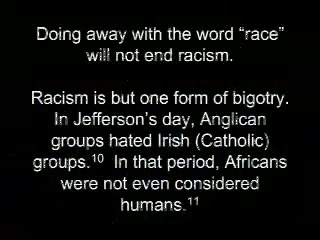 Doing away with the word “race”
will not end racism.
Racism is but one form of bigotry.
In Jefferson’s day, Anglican
groups hated Irish (Catholic)
groups.¹⁰ In that period, Africans
were not even considered
humans.¹¹